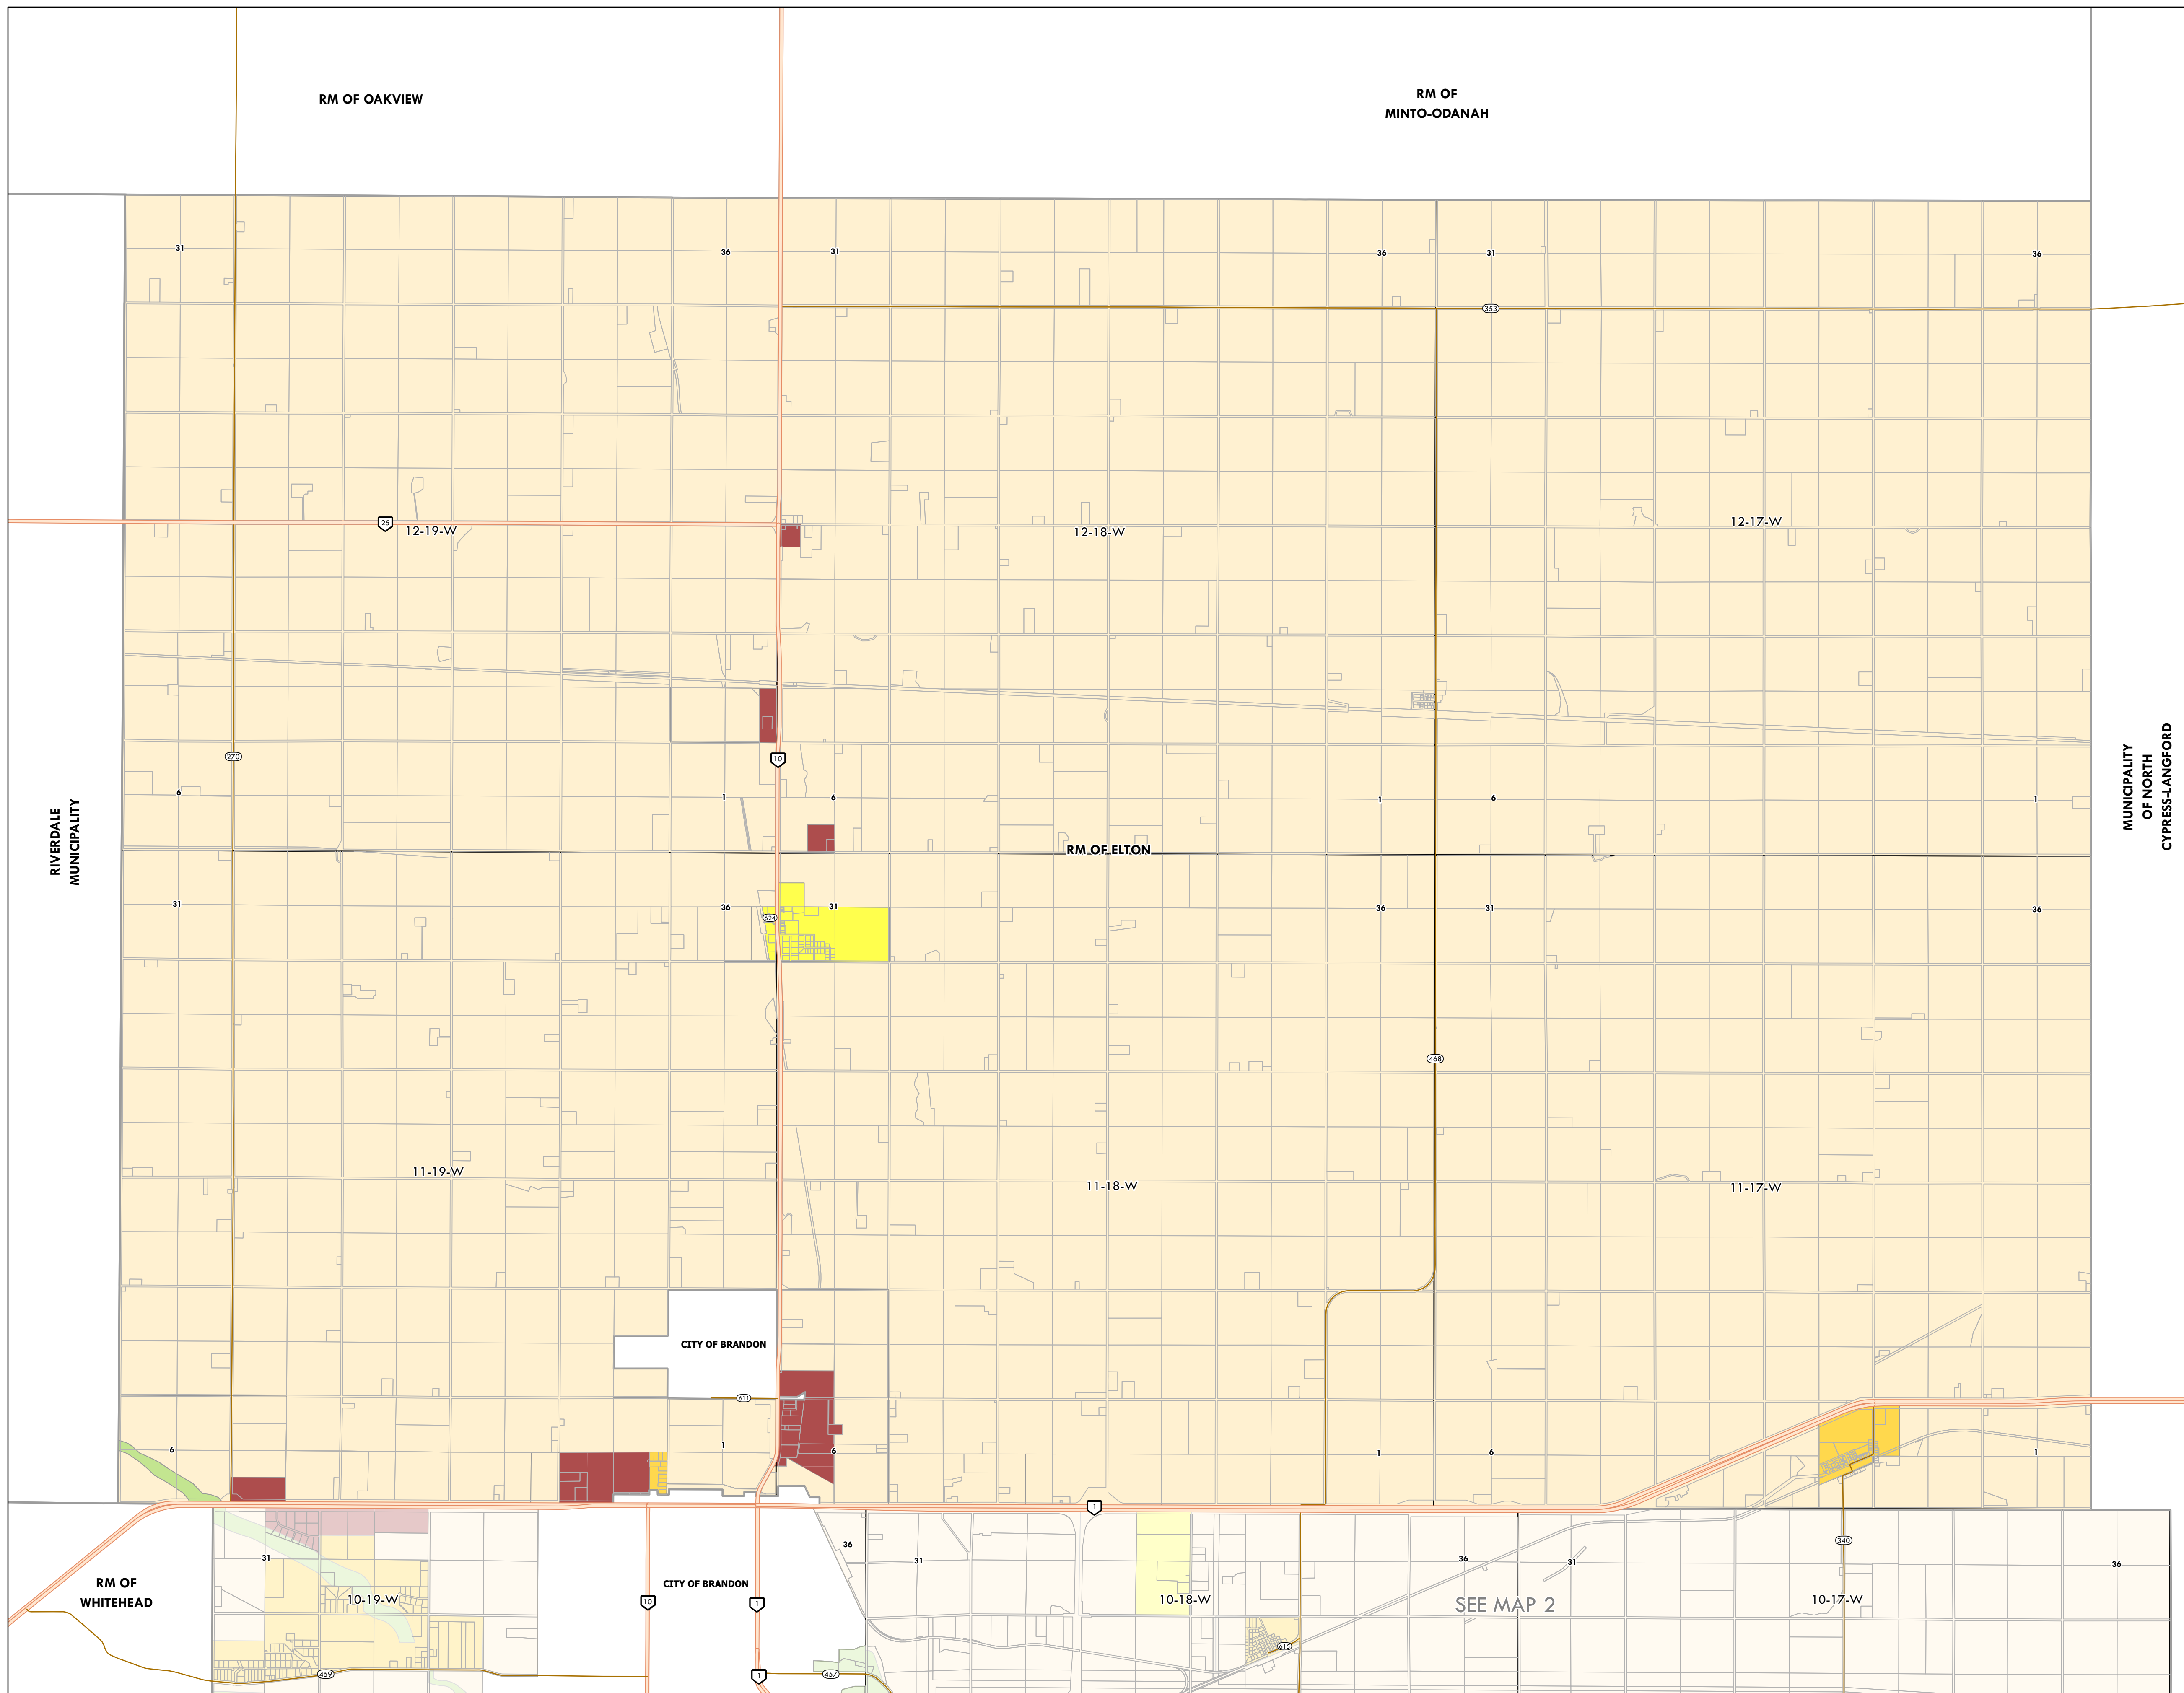 RM OF OAKVIEW
RM OF
MINTO-ODANAH
31
36
31
36
31
36
353
25
12-19-W
12-18-W
12-17-W
270
10
RIVERDALE
MUNICIPALITY
MUNICIPALITY
OF NORTH
CYPRESS-LANGFORD
6
1
6
1
6
1
RM OF ELTON
31
36
31
36
31
36
624
468
11-19-W
11-18-W
11-17-W
CITY OF BRANDON
611
6
1
6
1
6
1
1
340
36
31
31
36
31
36
RM OF
WHITEHEAD
CITY OF BRANDON
10-19-W
10
1
10-18-W
SEE MAP 2
10-17-W
615
459
1
457